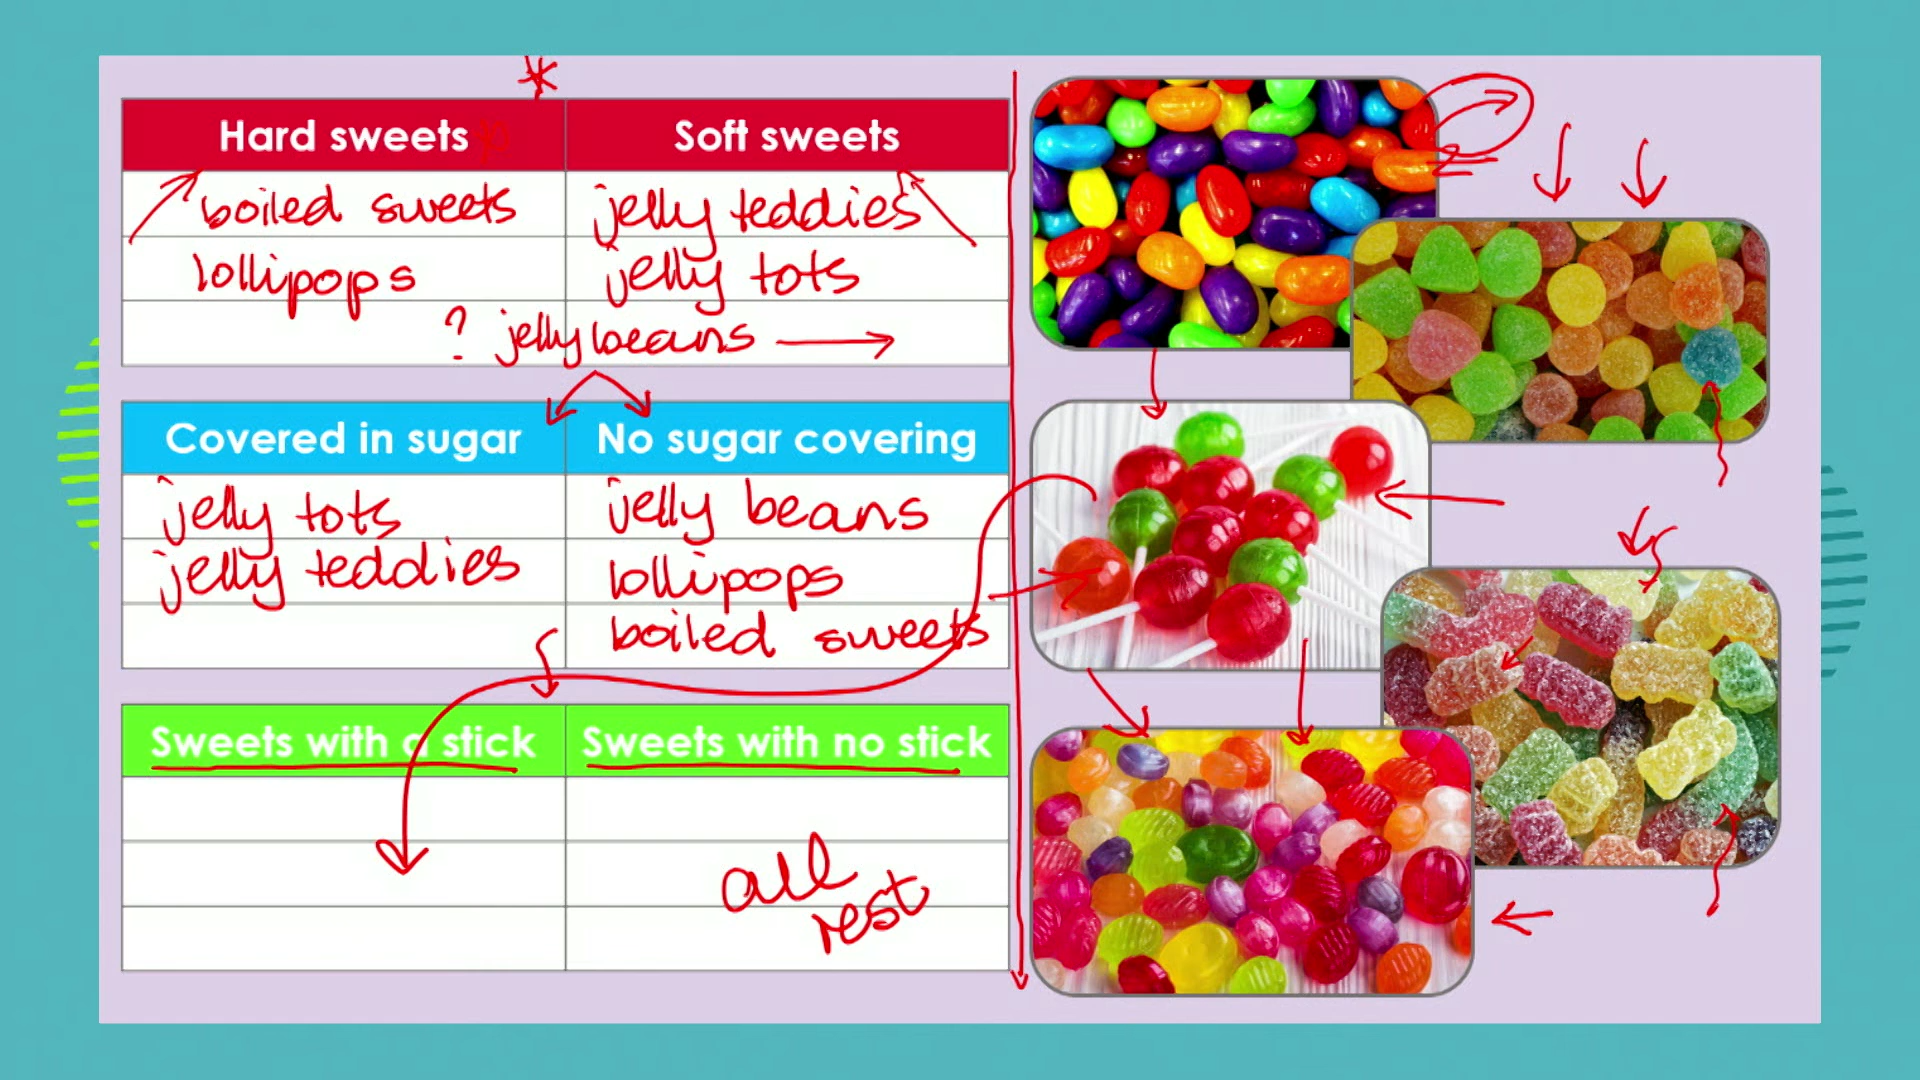 Hard sweets Soft sweets
boiled sweets jelly teddies
lollipops jelly tots
? jelly beans
Covered in sugar No sugar covering
jelly tots jelly beans
jelly teddies lollipops
boiled sweets
Sweets with a stick Sweets with no stick
all
rest